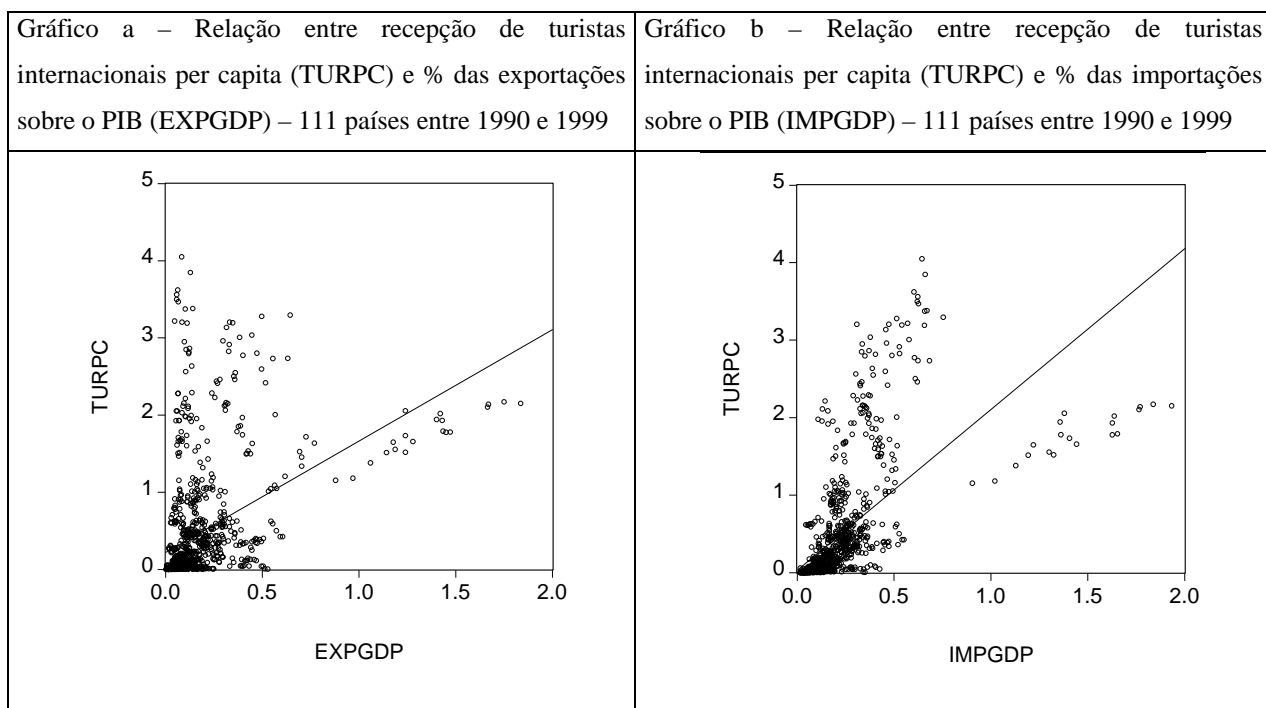 Gráfico a – Relação entre recepção de turistas
internacionais per capita (TURPC) e % das exportações
sobre o PIB (EXPGDP) – 111 países entre 1990 e 1999
Gráfico b – Relação entre recepção de turistas
internacionais per capita (TURPC) e % das importações
sobre o PIB (IMPGDP) – 111 países entre 1990 e 1999
5
4
3
2
1
0
TURPC
0.0 0.5 1.0 1.5 2.0
EXPGDP
5
4
3
2
1
0
TURPC
0.0 0.5 1.0 1.5 2.0
IMPGDP